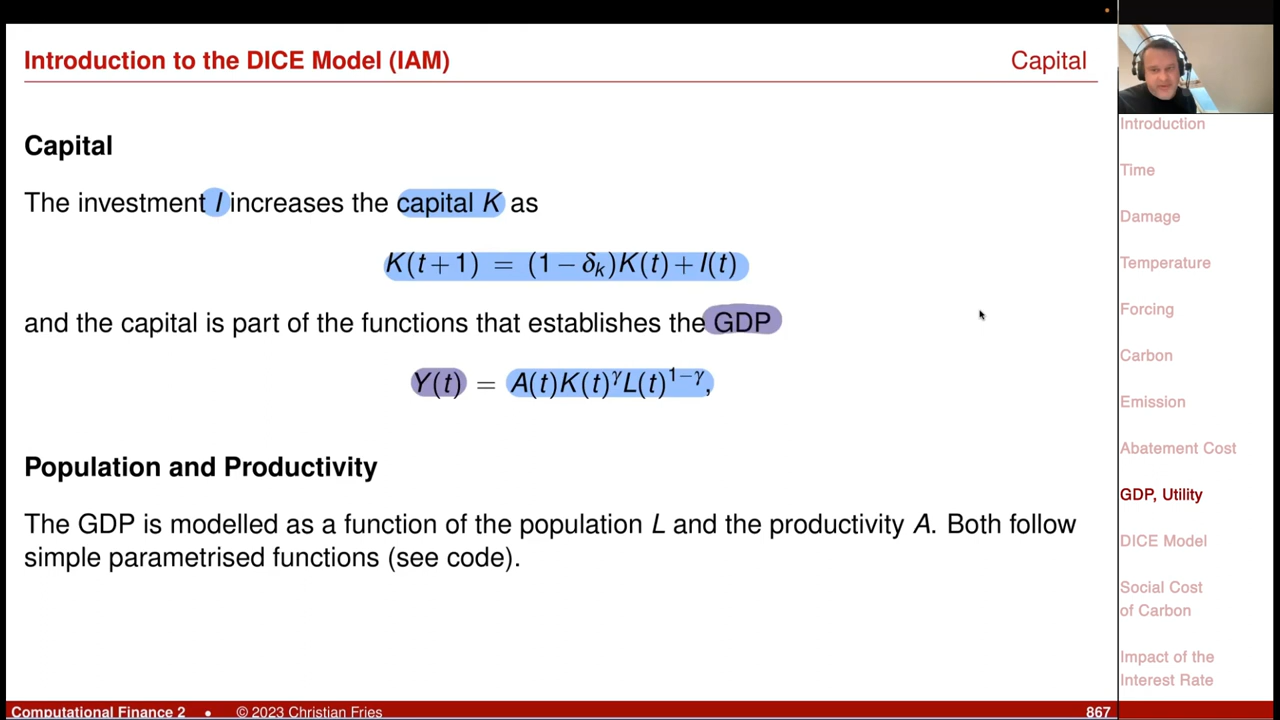 Introduction to the DICE Model (IAM)
Capital
Capital
The investment I increases the capital K as
K(t+1) = (1−δₖ)K(t)+I(t)
and the capital is part of the functions that establishes the GDP
Y(t) = A(t)K(t)^γ L(t)^{1−γ},
Population and Productivity
The GDP is modelled as a function of the population L and the productivity A. Both follow
simple parametrised functions (see code).
Computational Finance 2 • © 2023 Christian Fries
867
Introduction
Time
Damage
Temperature
Forcing
Carbon
Emission
Abatement Cost
GDP, Utility
DICE Model
Social Cost
of Carbon
Impact of the
Interest Rate